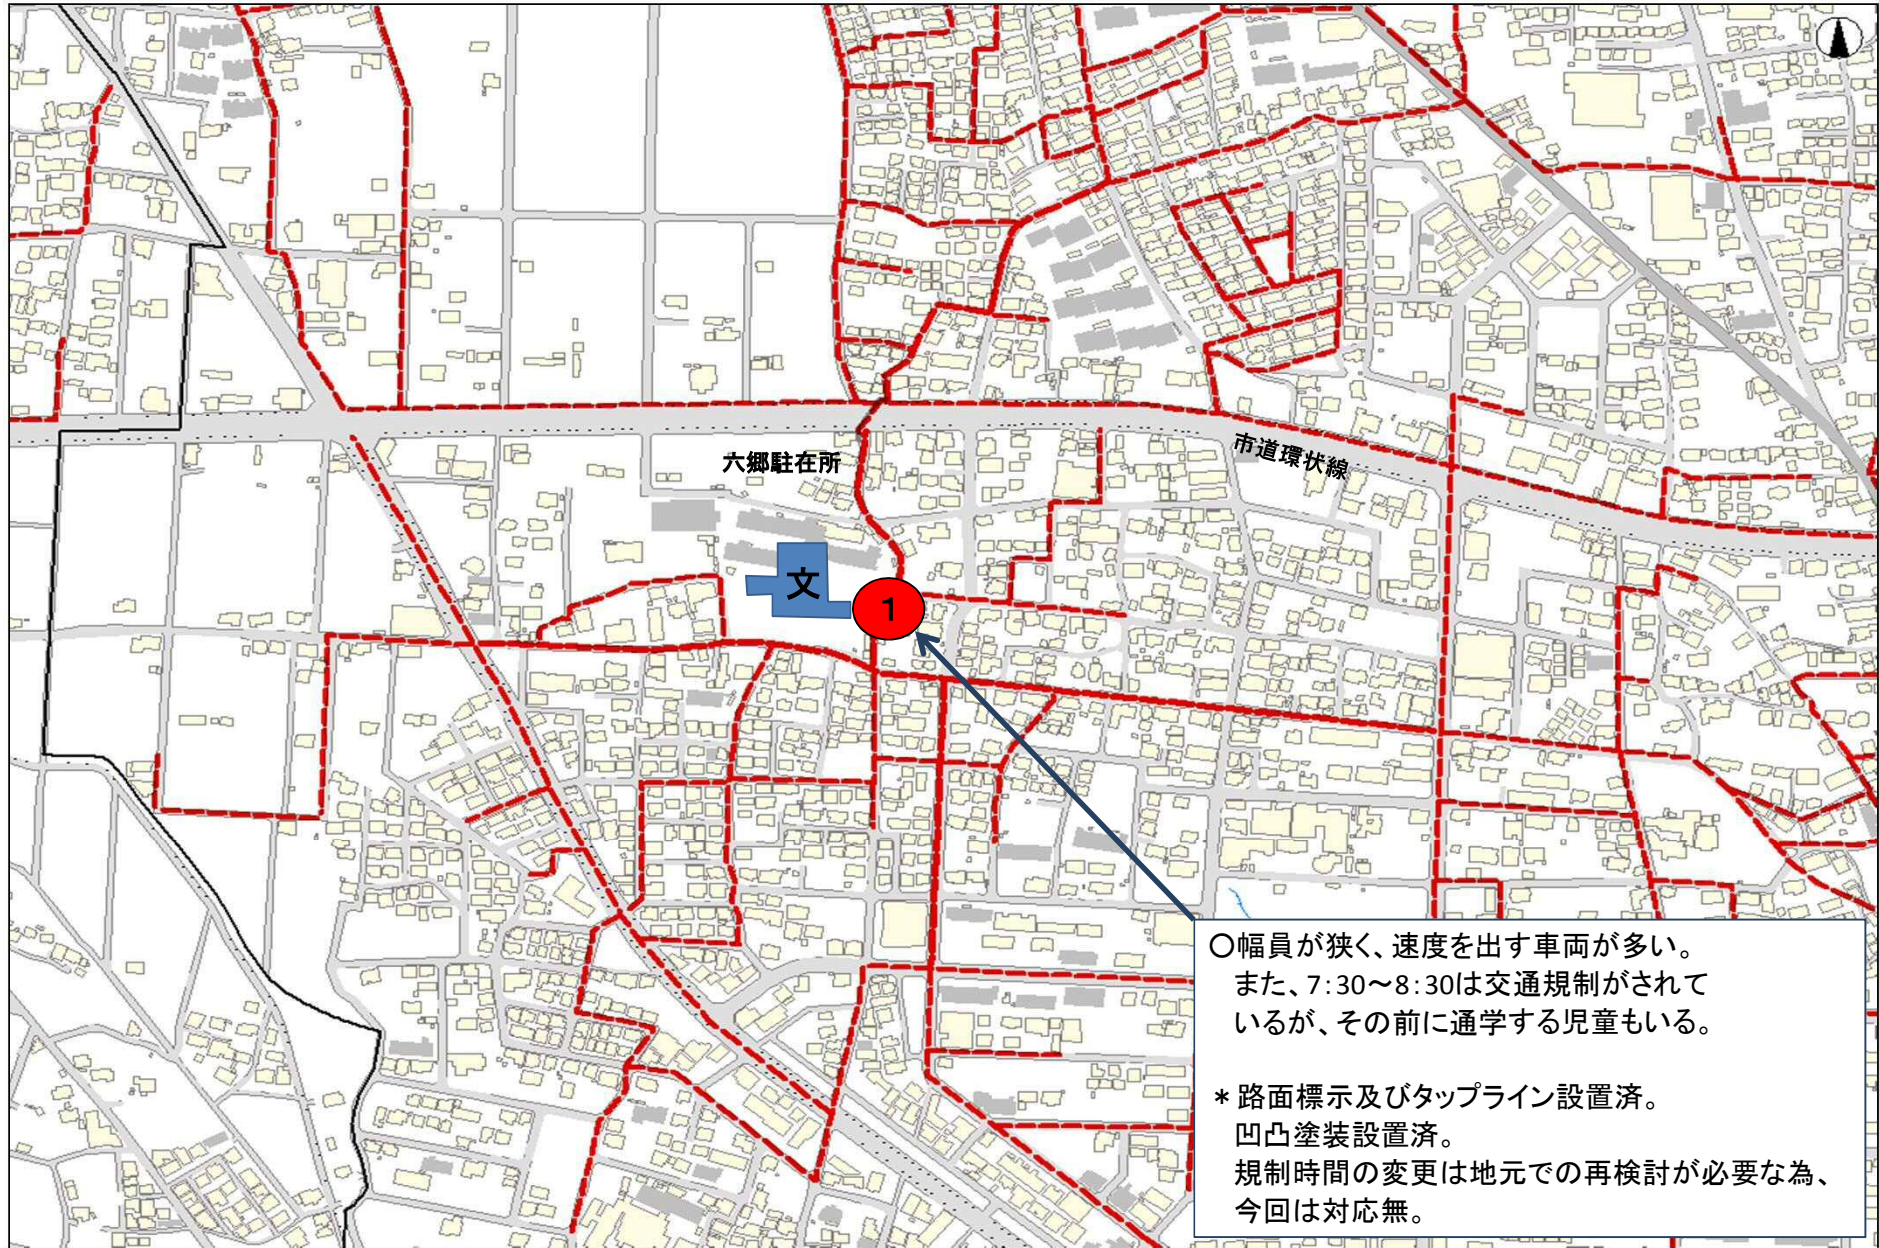 六郷駐在所
市道環状線
文
1
〇幅員が狭く、速度を出す車両が多い。
また、7:30~8:30は交通規制がされて
いるが、その前に通学する児童もいる。
*路面標示及びタップライン設置済。
凹凸塗装設置済。
規制時間の変更は地元での再検討が必要な為、
今回は対応無。